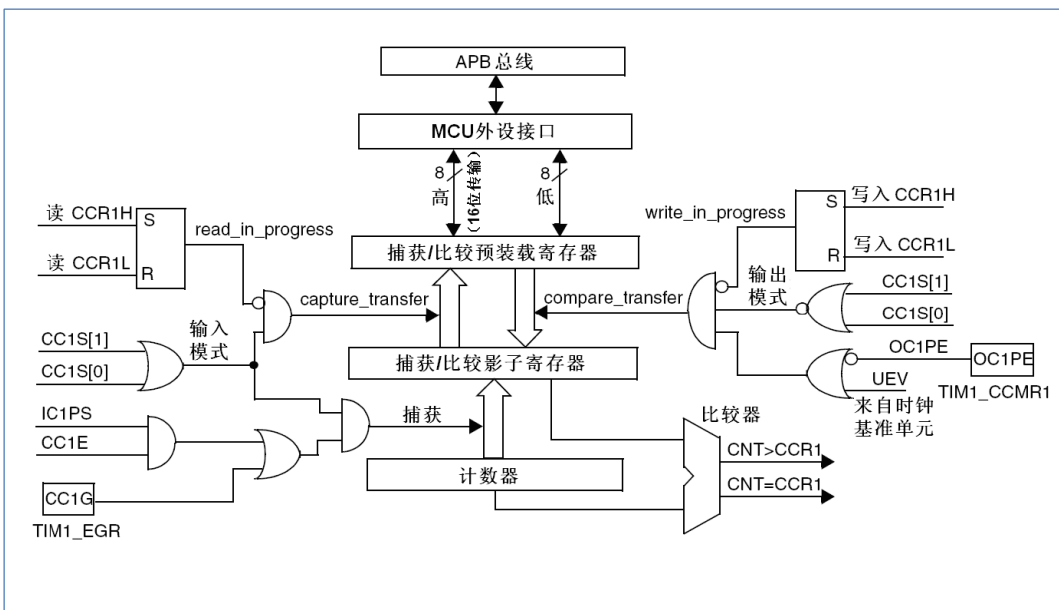 APB 总线
MCU外设接口
8
高
(16位传输)
8
低
读 CCR1H
S
读 CCR1L
R
read_in_progress
write_in_progress
S
写入 CCR1H
R
写入 CCR1L
捕获/比较预装载寄存器
capture_transfer
compare_transfer
输出
模式
CC1S[1]
CC1S[0]
CC1S[1]
CC1S[0]
输入
模式
捕获/比较影子寄存器
OC1PE
OC1PE
UEV
TIM1_CCMR1
来自时钟
基准单元
IC1PS
CC1E
捕获
比较器
CC1G
TIM1_EGR
计数器
CNT>CCR1
CNT=CCR1